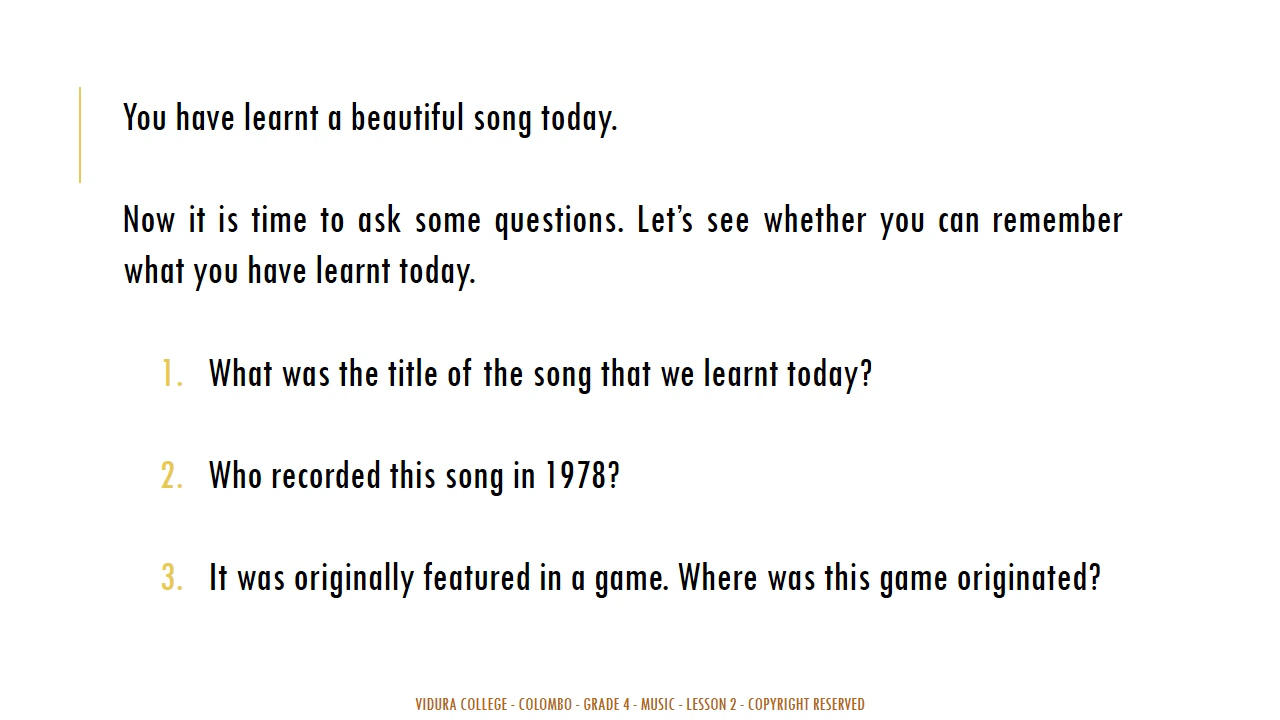 You have learnt a beautiful song today.
Now it is time to ask some questions. Let’s see whether you can remember
what you have learnt today.
1. What was the title of the song that we learnt today?
2. Who recorded this song in 1978?
3. It was originally featured in a game. Where was this game originated?
VIDURA COLLEGE - COLOMBO - GRADE 4 - MUSIC - LESSON 2 - COPYRIGHT RESERVED